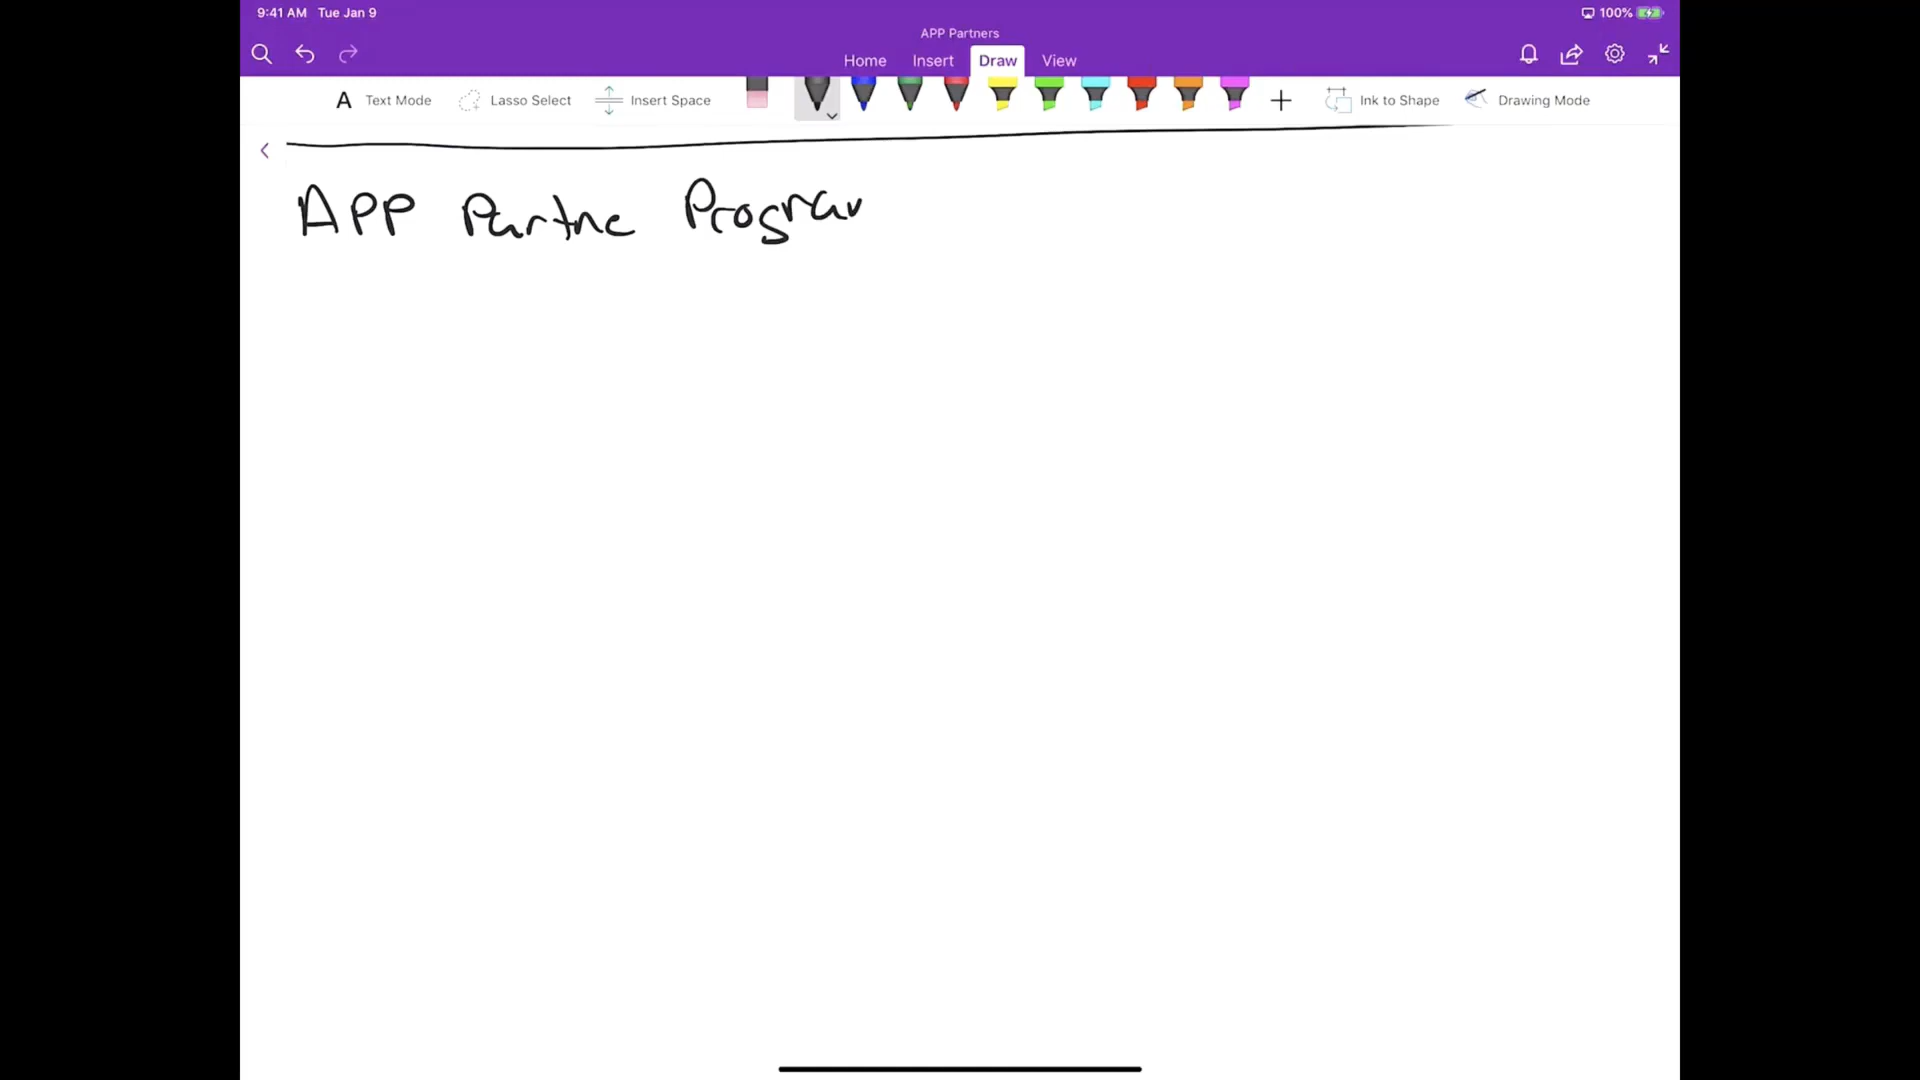 9:41 AM Tue Jan 9 100%
APP Partners
Home Insert Draw View
A Text Mode Lasso Select Insert Space Ink to Shape Drawing Mode
APP Partne Prograv